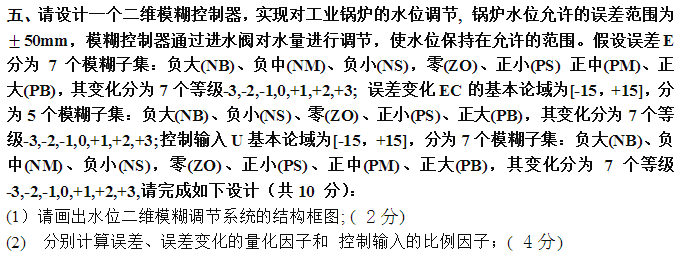 五、请设计一个二维模糊控制器，实现对工业锅炉的水位调节, 锅炉水位允许的误差范围为
±50mm，模糊控制器通过进水阀对水量进行调节，使水位保持在允许的范围。假设误差 E
分为 7 个模糊子集：负大(NB)、负中(NM)、负小(NS)，零(ZO)、正小(PS) 正中(PM)、正
大(PB)，其变化分为 7 个等级-3,-2,-1,0,+1,+2,+3; 误差变化 EC 的基本论域为[-15，+15]，分
为 5 个模糊子集：负大(NB)、负小(NS)、零(ZO)、正小(PS)、正大(PB)，其变化分为 7 个等
级-3,-2,-1,0,+1,+2,+3;控制输入 U 基本论域为[-15，+15]，分为 7 个模糊子集：负大(NB)、负
中(NM)、负小(NS)，零(ZO)、正小(PS)、正中(PM)、正大(PB)，其变化分为 7 个等级
-3,-2,-1,0,+1,+2,+3,请完成如下设计（共 10 分）：
(1）请画出水位二维模糊调节系统的结构框图; ( 2 分)
(2) 分别计算误差、误差变化的量化因子和 控制输入的比例因子；( 4 分)